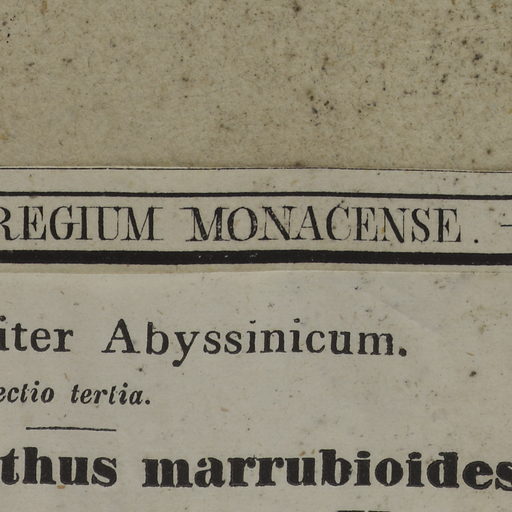 REGIUM MONACENSE. –
iter Abyssinicum.
ectio tertia.
thus marrubioides